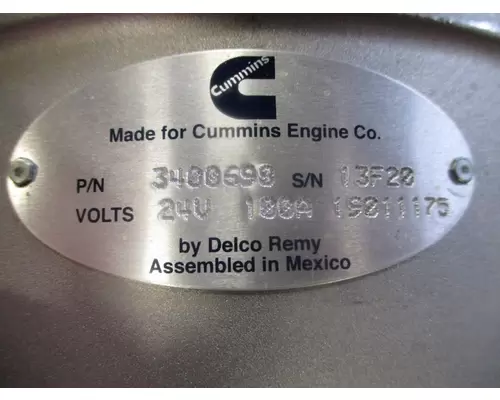 Cummins
Made for Cummins Engine Co.
P/N 3400698 S/N 13F20
VOLTS 24V 100A 19011175
by Delco Remy
Assembled in Mexico